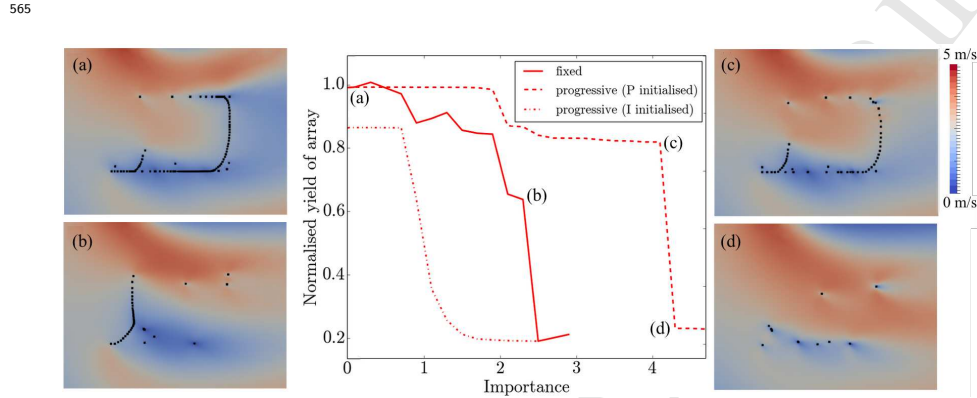 565
(a)
(b)
Normalised yield of array
1.0
0.8
0.6
0.4
0.2
0
1
2
3
4
Importance
fixed
progressive (P initialised)
progressive (I initialised)
(a)
(b)
(c)
(d)
(c)
(d)
5 m/s
0 m/s